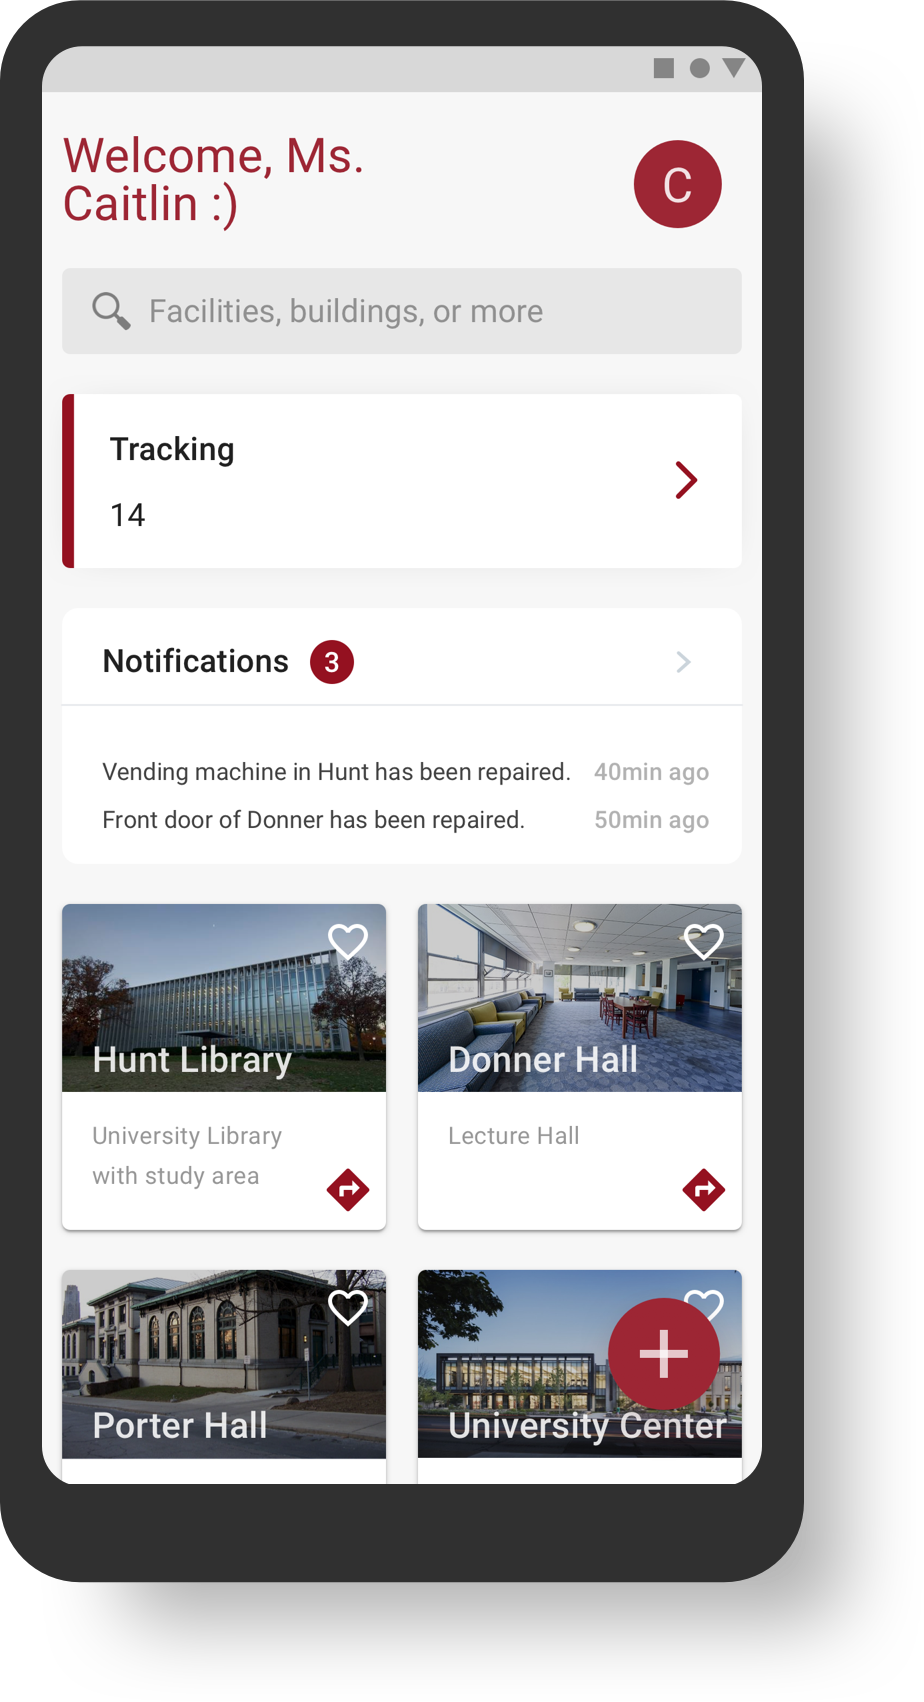 Welcome, Ms.
Caitlin :)
C
Facilities, buildings, or more
Tracking
14
Notifications 3
Vending machine in Hunt has been repaired. 40min ago
Front door of Donner has been repaired. 50min ago
Hunt Library
Donner Hall
University Library
with study area
Lecture Hall
Porter Hall
University Center